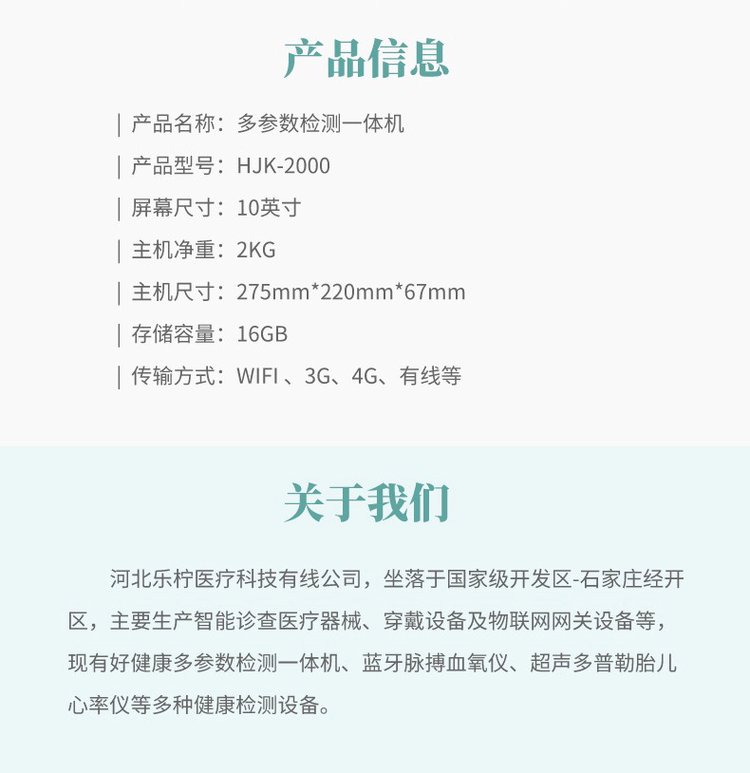 产品信息
| 产品名称：多参数检测一体机
| 产品型号：HJK-2000
| 屏幕尺寸：10英寸
| 主机净重：2KG
| 主机尺寸：275mm*220mm*67mm
| 存储容量：16GB
| 传输方式：WIFI 、3G、4G、有线等
关于我们
河北乐柠医疗科技有线公司，坐落于国家级开发区-石家庄经开
区，主要生产智能诊查医疗器械、穿戴设备及物联网网关设备等，
现有好健康多参数检测一体机、蓝牙脉搏血氧仪、超声多普勒胎儿
心率仪等多种健康检测设备。